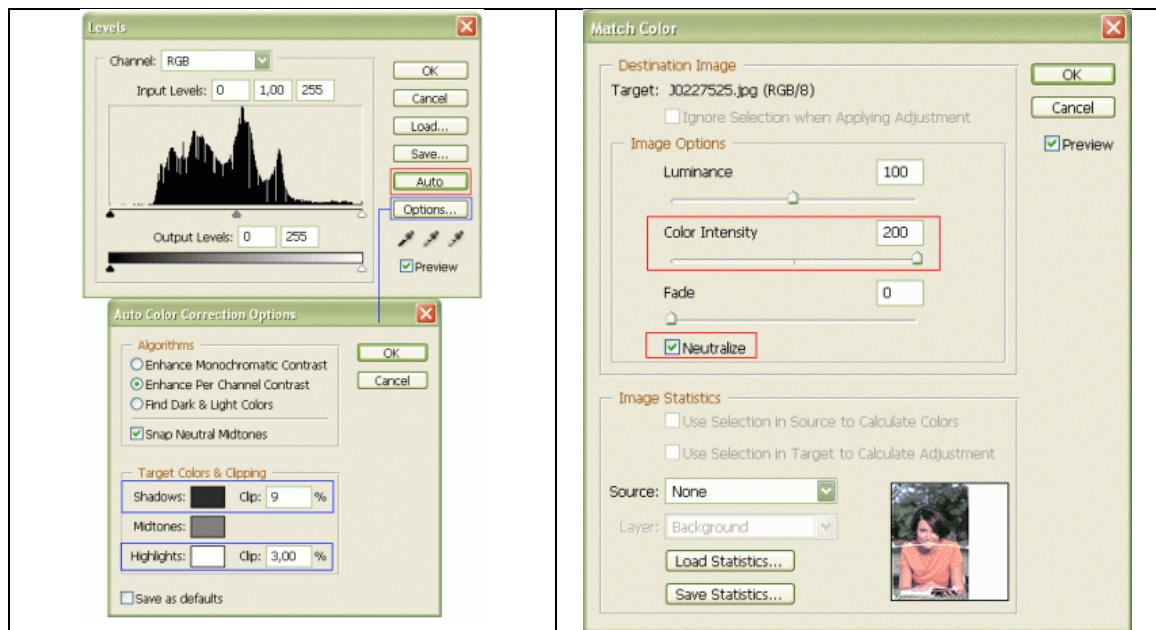 Levels
Channel: RGB
Input Levels: 0 1,00 255
OK
Cancel
Load...
Save...
Auto
Options...
Output Levels: 0 255
Preview
Auto Color Correction Options
Algorithms
Enhance Monochromatic Contrast
Enhance Per Channel Contrast
Find Dark & Light Colors
Snap Neutral Midtones
OK
Cancel
Target Colors & Clipping
Shadows: Clip: 9 %
Midtones:
Highlights: Clip: 3,00 %
Save as defaults
Match Color
Destination Image
Target: J0227525.jpg (RGB/8)
Ignore Selection when Applying Adjustment
OK
Cancel
Preview
Image Options
Luminance 100
Color Intensity 200
Fade 0
Neutralize
Image Statistics
Use Selection in Source to Calculate Colors
Use Selection in Target to Calculate Adjustment
Source: None
Layer: Background
Load Statistics...
Save Statistics...